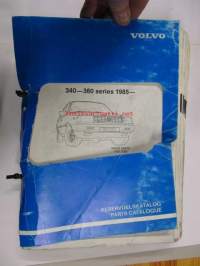 VOLVO
340—360 series 1985—
RESERVDELSKATALOG
PARTS CATALOGUE